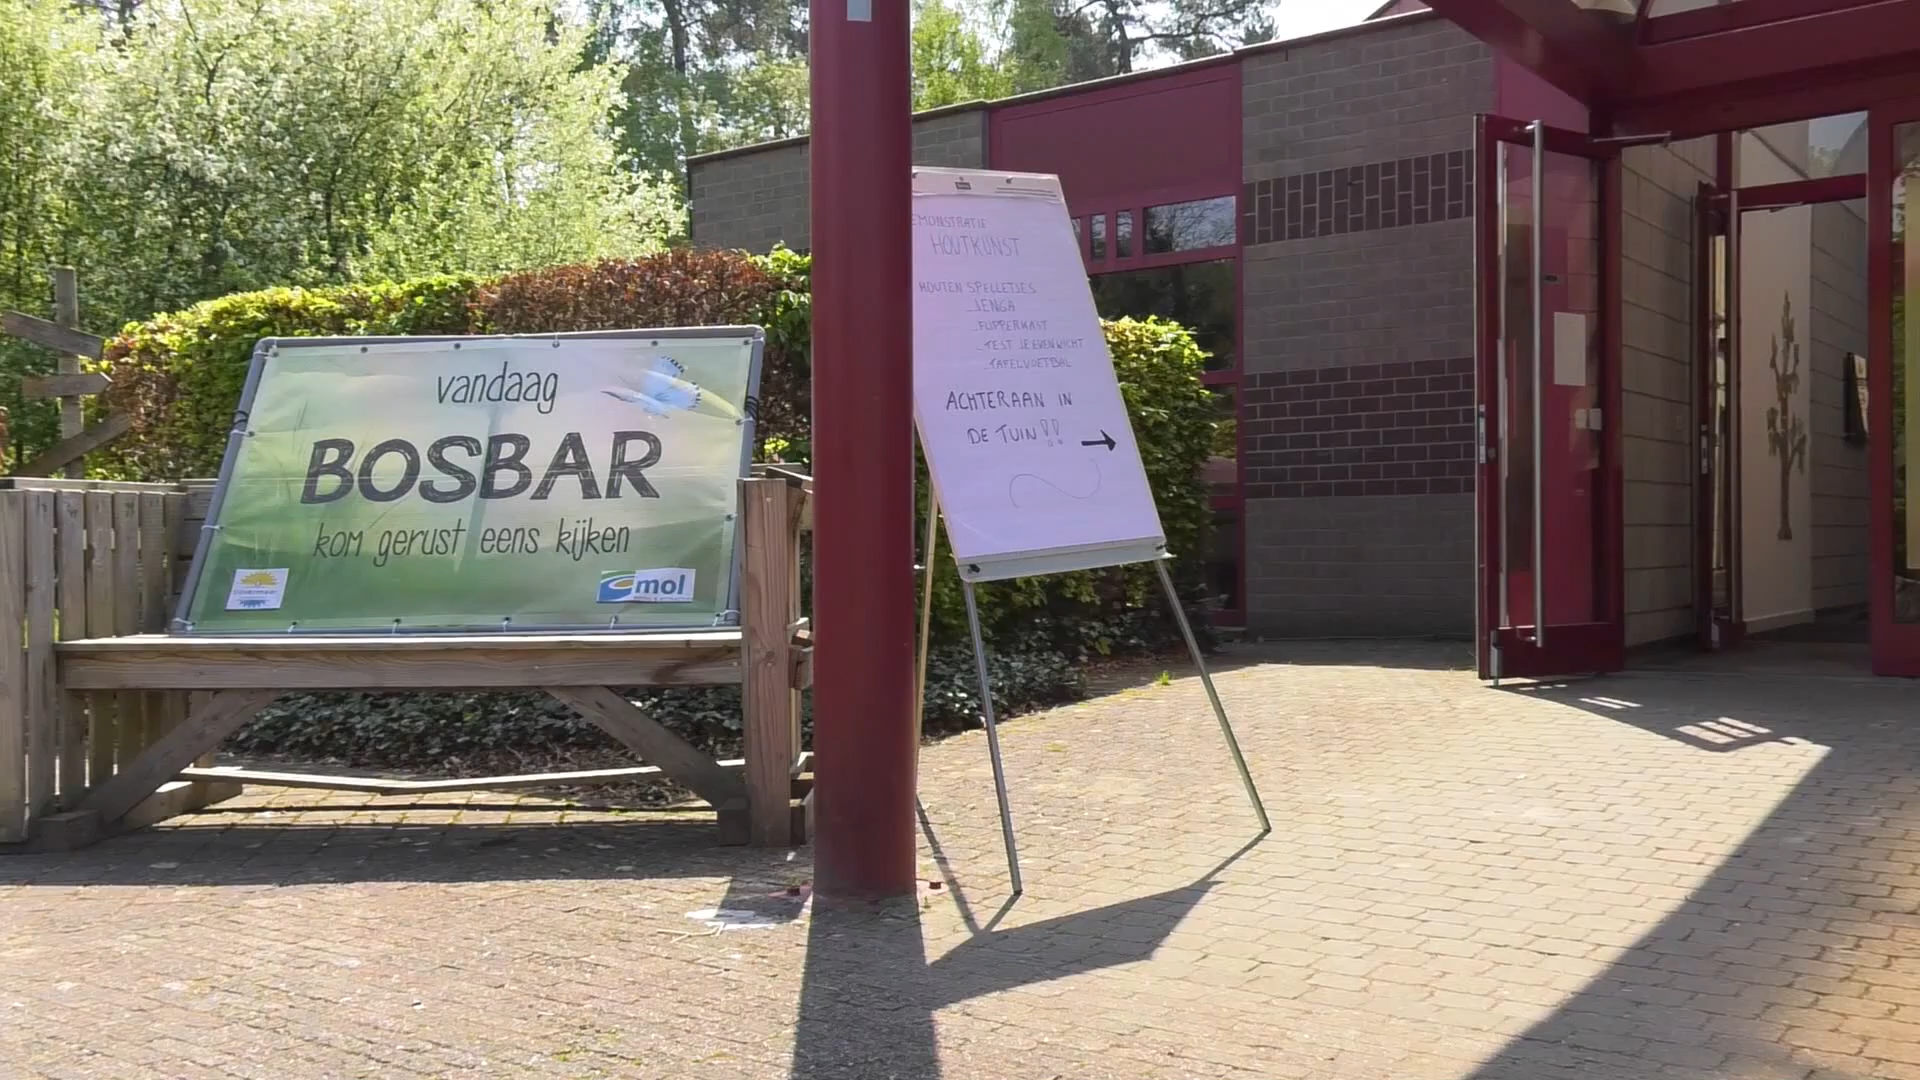 vandaag
BOSBAR
kom gerust eens kijken
mol
EMONSTRATIE
HOUTKUNST
HOUTEN SPELLETJES
-JENGA
-FLIPPERKAST
-TEST JE EVENWICHT
-TAFELVOETBAL
ACHTERAAN IN
DE TUIN!!